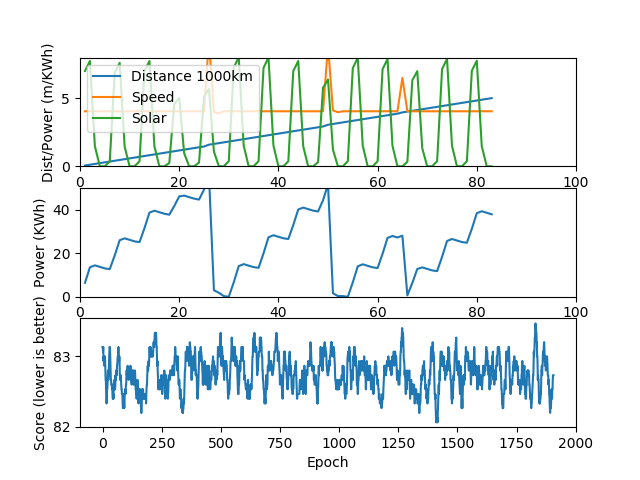 Dist/Power (m/KWh)
5
0
Distance 1000km
Speed
Solar
0 20 40 60 80 100
Power (KWh)
40
20
0
0 20 40 60 80 100
Score (lower is better)
83
82
0 250 500 750 1000 1250 1500 1750 2000
Epoch